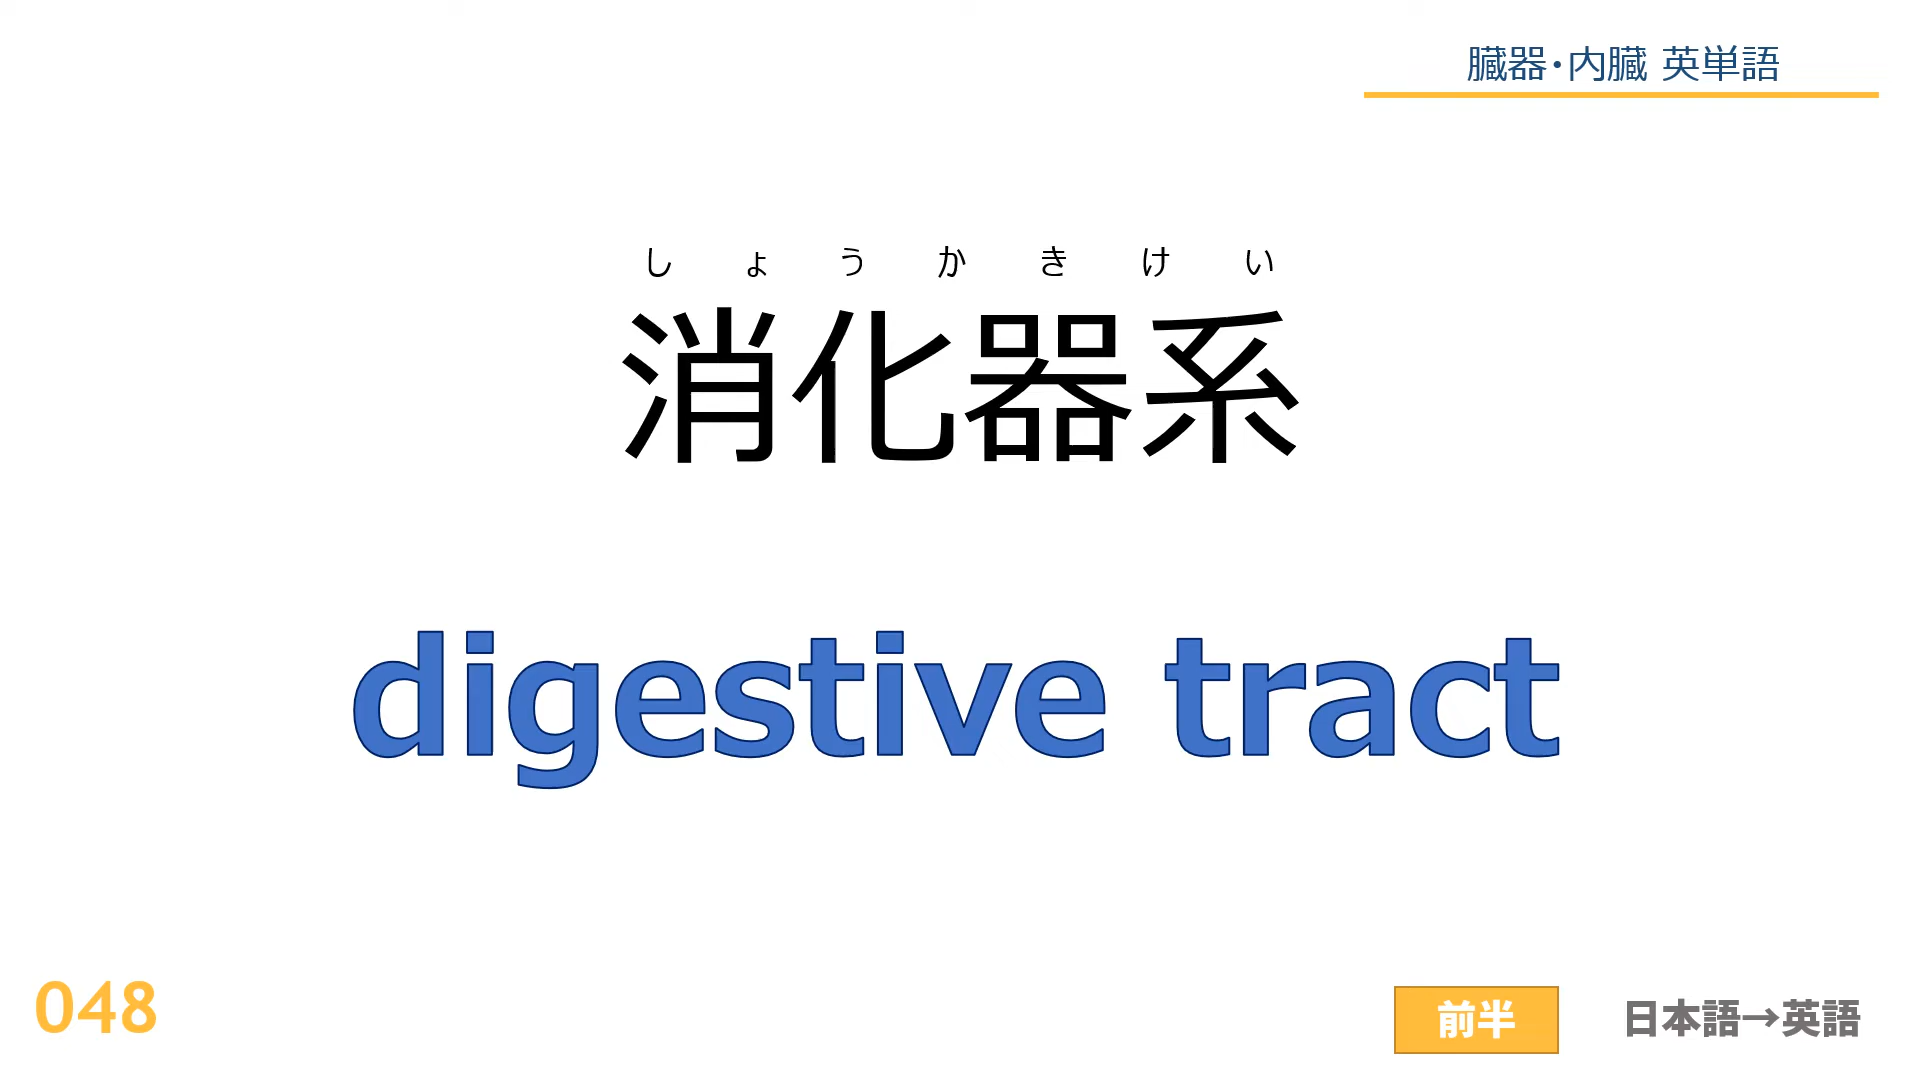 臓器・内臓 英単語
しょうかきけい
消化器系
digestive tract
048
前半
日本語→英語